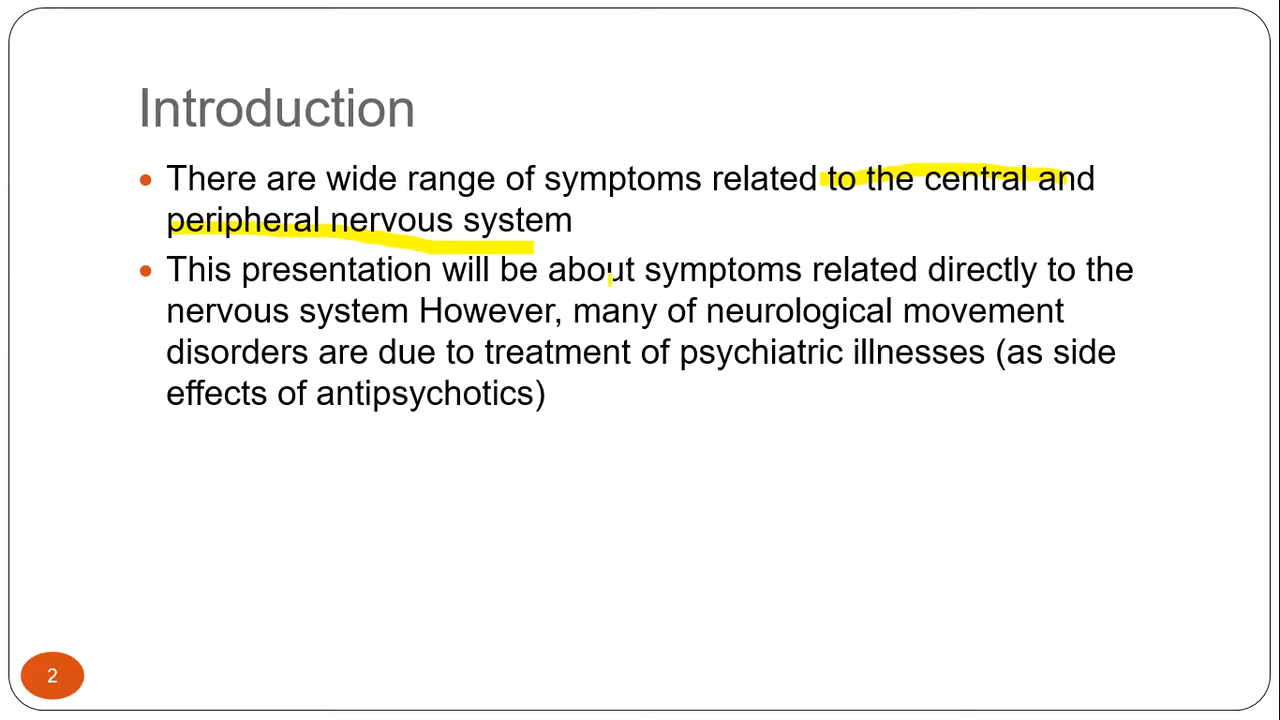 Introduction
• There are wide range of symptoms related to the central and
peripheral nervous system
• This presentation will be about symptoms related directly to the
nervous system However, many of neurological movement
disorders are due to treatment of psychiatric illnesses (as side
effects of antipsychotics)
2